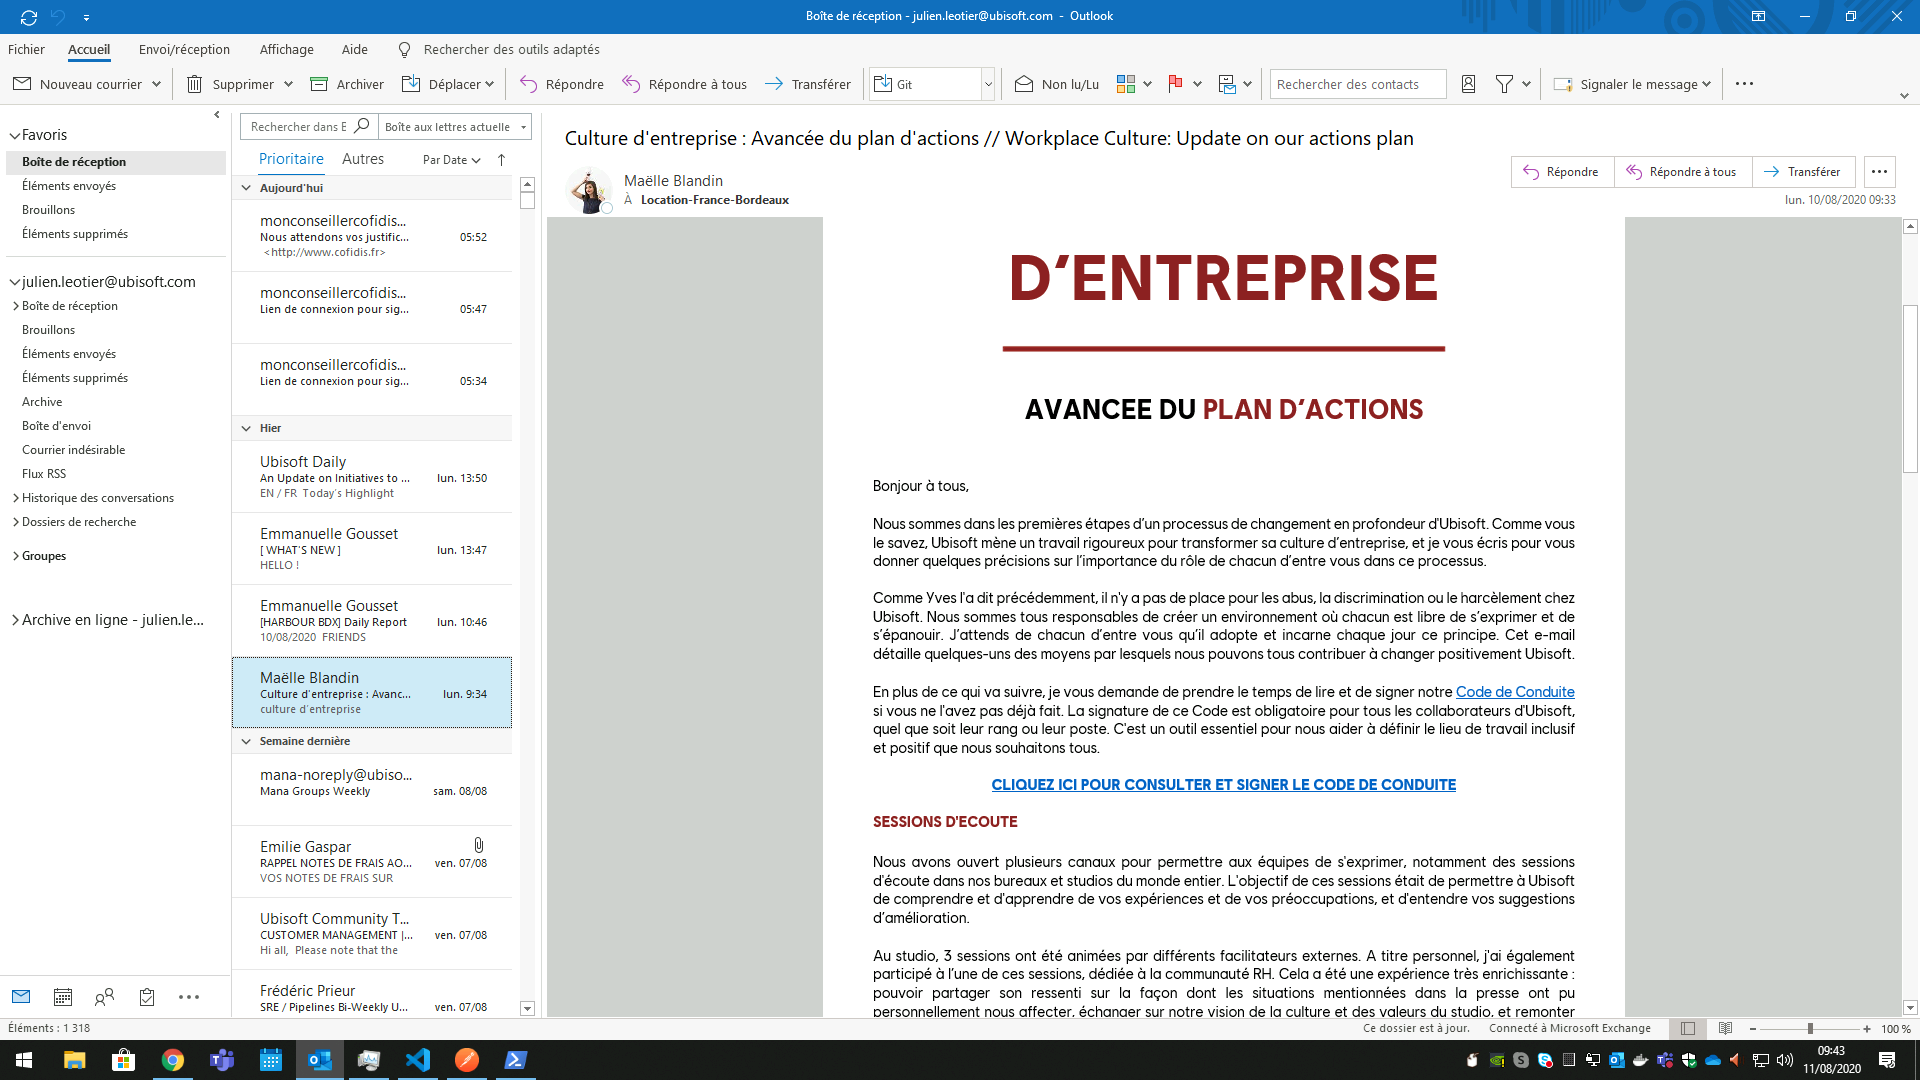 Boîte de réception - julien.leotier@ubisoft.com - Outlook
Fichier Accueil Envoi/réception Affichage Aide Rechercher des outils adaptés
Nouveau courrier Supprimer Archiver Déplacer Répondre Répondre à tous Transférer Git Non lu/Lu Rechercher des contacts Signaler le message
Favoris
Boîte de réception
Éléments envoyés
Brouillons
Éléments supprimés
julien.leotier@ubisoft.com
Boîte de réception
Brouillons
Éléments envoyés
Éléments supprimés
Archive
Boîte d'envoi
Courrier indésirable
Flux RSS
Historique des conversations
Dossiers de recherche
Groupes
Archive en ligne - julien.le...
Rechercher dans E Boîte aux lettres actuelle
Prioritaire Autres Par Date
Aujourd'hui
monconseillercofidis...
Nous attendons vos justific... 05:52
<http://www.cofidis.fr>
monconseillercofidis...
Lien de connexion pour sig... 05:47
monconseillercofidis...
Lien de connexion pour sig... 05:34
Hier
Ubisoft Daily
An Update on Initiatives to ... lun. 13:50
EN / FR Today's Highlight
Emmanuelle Gousset
[ WHAT'S NEW ] lun. 13:47
HELLO !
Emmanuelle Gousset
[HARBOUR BDX] Daily Report lun. 10:46
10/08/2020 FRIENDS
Maëlle Blandin
Culture d'entreprise : Avanc... lun. 9:34
culture d'entreprise
Semaine dernière
mana-noreply@ubiso...
Mana Groups Weekly sam. 08/08
Emilie Gaspar
RAPPEL NOTES DE FRAIS AO... ven. 07/08
VOS NOTES DE FRAIS SUR
Ubisoft Community T...
CUSTOMER MANAGEMENT |... ven. 07/08
Hi all, Please note that the
Frédéric Prieur
SRE / Pipelines Bi-Weekly U... ven. 07/08
Culture d'entreprise : Avancée du plan d'actions // Workplace Culture: Update on our actions plan
Maëlle Blandin
À Location-France-Bordeaux
Répondre Répondre à tous Transférer
lun. 10/08/2020 09:33
D'ENTREPRISE
AVANCEE DU PLAN D'ACTIONS
Bonjour à tous,
Nous sommes dans les premières étapes d'un processus de changement en profondeur d'Ubisoft. Comme vous
le savez, Ubisoft mène un travail rigoureux pour transformer sa culture d'entreprise, et je vous écris pour vous
donner quelques précisions sur l'importance du rôle de chacun d'entre vous dans ce processus.
Comme Yves l'a dit précédemment, il n'y a pas de place pour les abus, la discrimination ou le harcèlement chez
Ubisoft. Nous sommes tous responsables de créer un environnement où chacun est libre de s'exprimer et de
s'épanouir. J'attends de chacun d'entre vous qu'il adopte et incarne chaque jour ce principe. Cet e-mail
détaille quelques-uns des moyens par lesquels nous pouvons tous contribuer à changer positivement Ubisoft.
En plus de ce qui va suivre, je vous demande de prendre le temps de lire et de signer notre Code de Conduite
si vous ne l'avez pas déjà fait. La signature de ce Code est obligatoire pour tous les collaborateurs d'Ubisoft,
quel que soit leur rang ou leur poste. C'est un outil essentiel pour nous aider à définir le lieu de travail inclusif
et positif que nous souhaitons tous.
CLIQUEZ ICI POUR CONSULTER ET SIGNER LE CODE DE CONDUITE
SESSIONS D'ECOUTE
Nous avons ouvert plusieurs canaux pour permettre aux équipes de s'exprimer, notamment des sessions
d'écoute dans nos bureaux et studios du monde entier. L'objectif de ces sessions était de permettre à Ubisoft
de comprendre et d'apprendre de vos expériences et de vos préoccupations, et d'entendre vos suggestions
d'amélioration.
Au studio, 3 sessions ont été animées par différents facilitateurs externes. A titre personnel, j'ai également
participé à l'une de ces sessions, dédiée à la communauté RH. Cela a été une expérience très enrichissante :
pouvoir partager son ressenti sur la façon dont les situations mentionnées dans la presse ont pu
personnellement nous affecter, échanger sur notre vision de la culture et des valeurs du studio, et remonter
Éléments : 1 318 Ce dossier est à jour. Connecté à Microsoft Exchange 100 %
09:43
11/08/2020